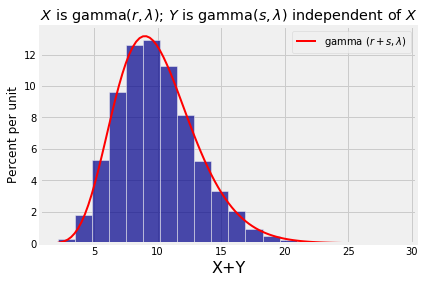 X is gamma(r, λ); Y is gamma(s, λ) independent of X
gamma (r + s, λ)
Percent per unit
12
10
8
6
4
2
0
5 10 15 20 25 30
X+Y